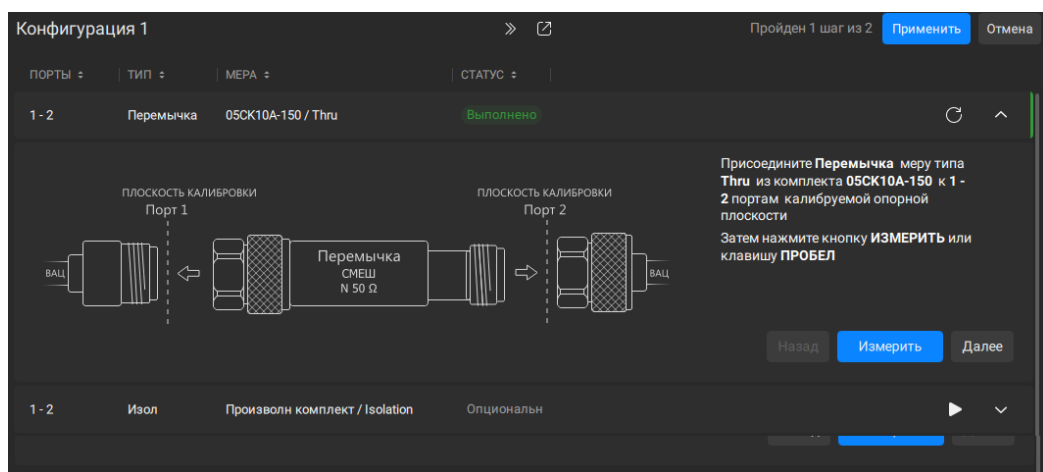 Конфигурация 1
Пройден 1 шаг из 2 Применить Отмена
ПОРТЫ ТИП МЕРА СТАТУС
1 - 2 Перемычка 05CK10A-150 / Thru Выполнено
ПЛОСКОСТЬ КАЛИБРОВКИ
Порт 1
ПЛОСКОСТЬ КАЛИБРОВКИ
Порт 2
ВАЦ
Перемычка
СМЕШ
N 50 Ω
ВАЦ
Присоедините Перемычка меру типа
Thru из комплекта 05CK10A-150 к 1 -
2 портам калибруемой опорной
плоскости
Затем нажмите кнопку ИЗМЕРИТЬ или
клавишу ПРОБЕЛ
Назад Измерить Далее
1 - 2 Изол Произволн комплект / Isolation Опциональн